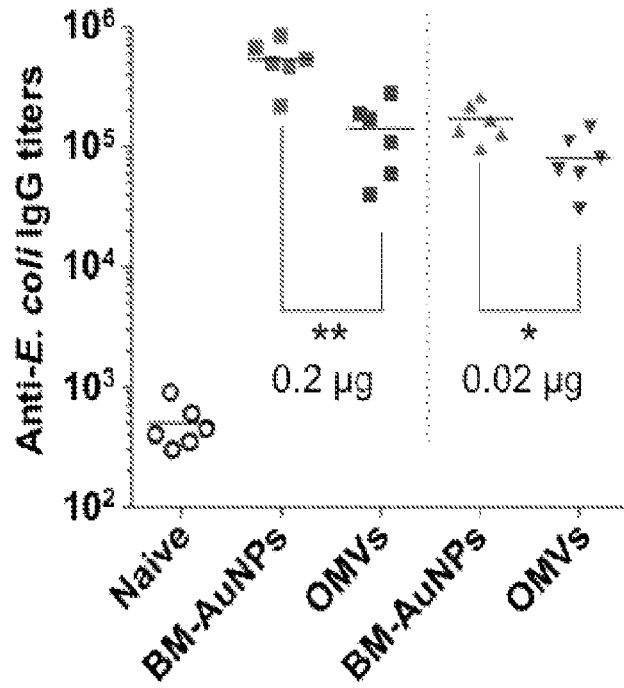 Anti-E. coli IgG titers
10⁶
10⁵
10⁴
10³
10²
** *
0.2 µg 0.02 µg
Naive BM-AuNPs OMVs BM-AuNPs OMVs